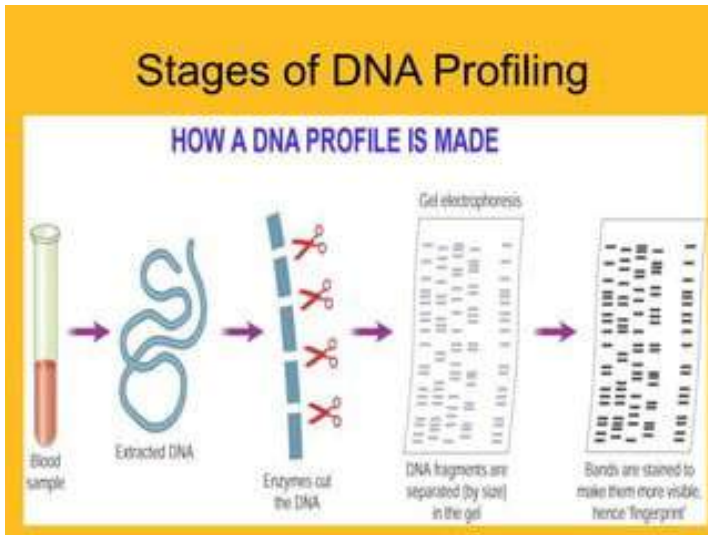 Stages of DNA Profiling
HOW A DNA PROFILE IS MADE
Gel electrophoresis
Blood
sample
Extracted DNA
Enzymes cut
the DNA
DNA fragments are
separated (by size)
in the gel
Bands are stained to
make them more visible,
hence 'fingerprint'